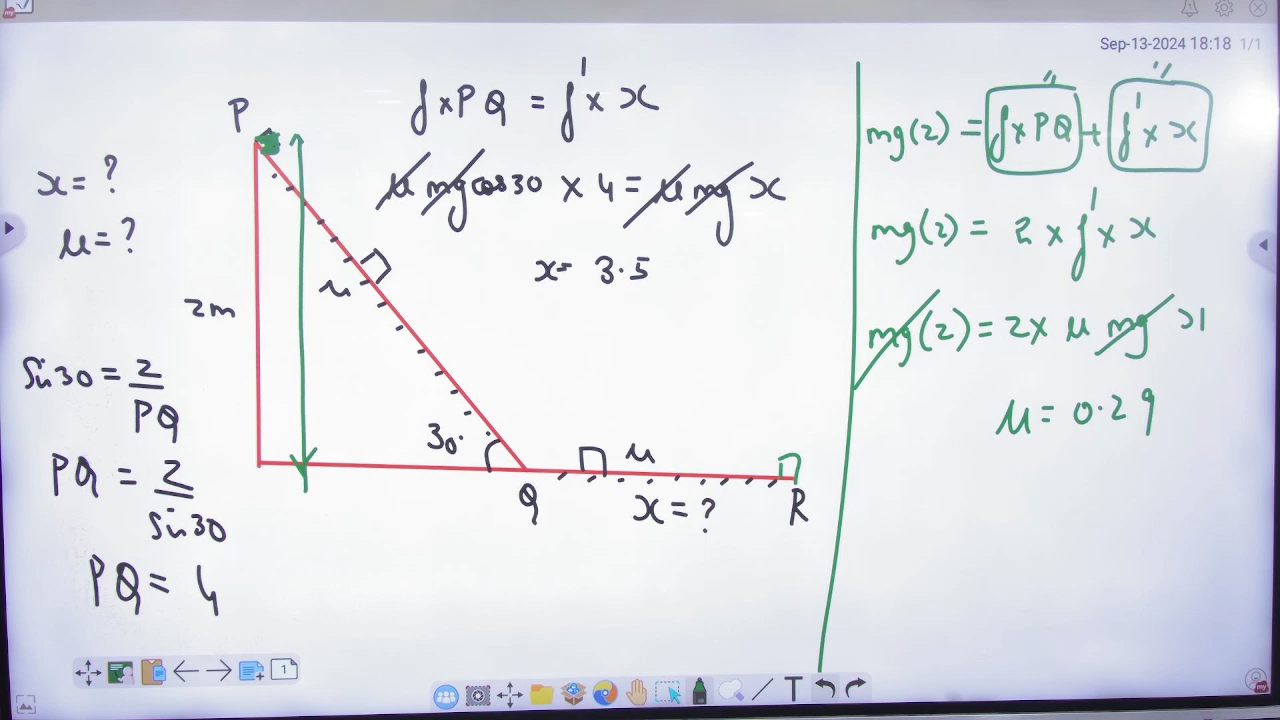 Sep-13-2024 18:18 1/1
P
x = ?
μ = ?
2m
sin30 = 2/PQ
PQ = 2/sin30
PQ = 4
μ
30°
Q
μ
x = ?
R
f x PQ = f' x x
μ mg cos30 x 4 = μ mg x
x = 3.5
mg(2) = f x PQ + f' x x
mg(2) = 2 x f' x x
mg(2) = 2 x μ mg x
μ = 0.29
1
T